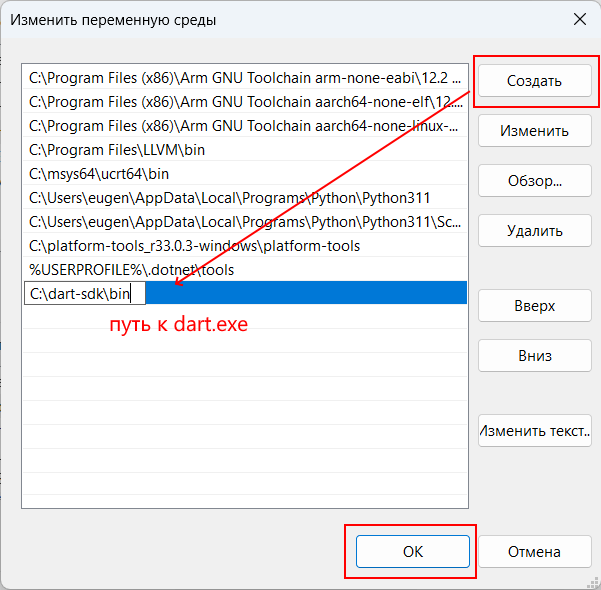 Изменить переменную среды
C:\Program Files (x86)\Arm GNU Toolchain arm-none-eabi\12.2 ...
C:\Program Files (x86)\Arm GNU Toolchain aarch64-none-elf\12....
C:\Program Files (x86)\Arm GNU Toolchain aarch64-none-linux-...
C:\Program Files\LLVM\bin
C:\msys64\ucrt64\bin
C:\Users\eugen\AppData\Local\Programs\Python\Python311
C:\Users\eugen\AppData\Local\Programs\Python\Python311\Sc...
C:\platform-tools_r33.0.3-windows\platform-tools
%USERPROFILE%\.dotnet\tools
C:\dart-sdk\bin
путь к dart.exe
Создать
Изменить
Обзор...
Удалить
Вверх
Вниз
Изменить текст..
ОК
Отмена